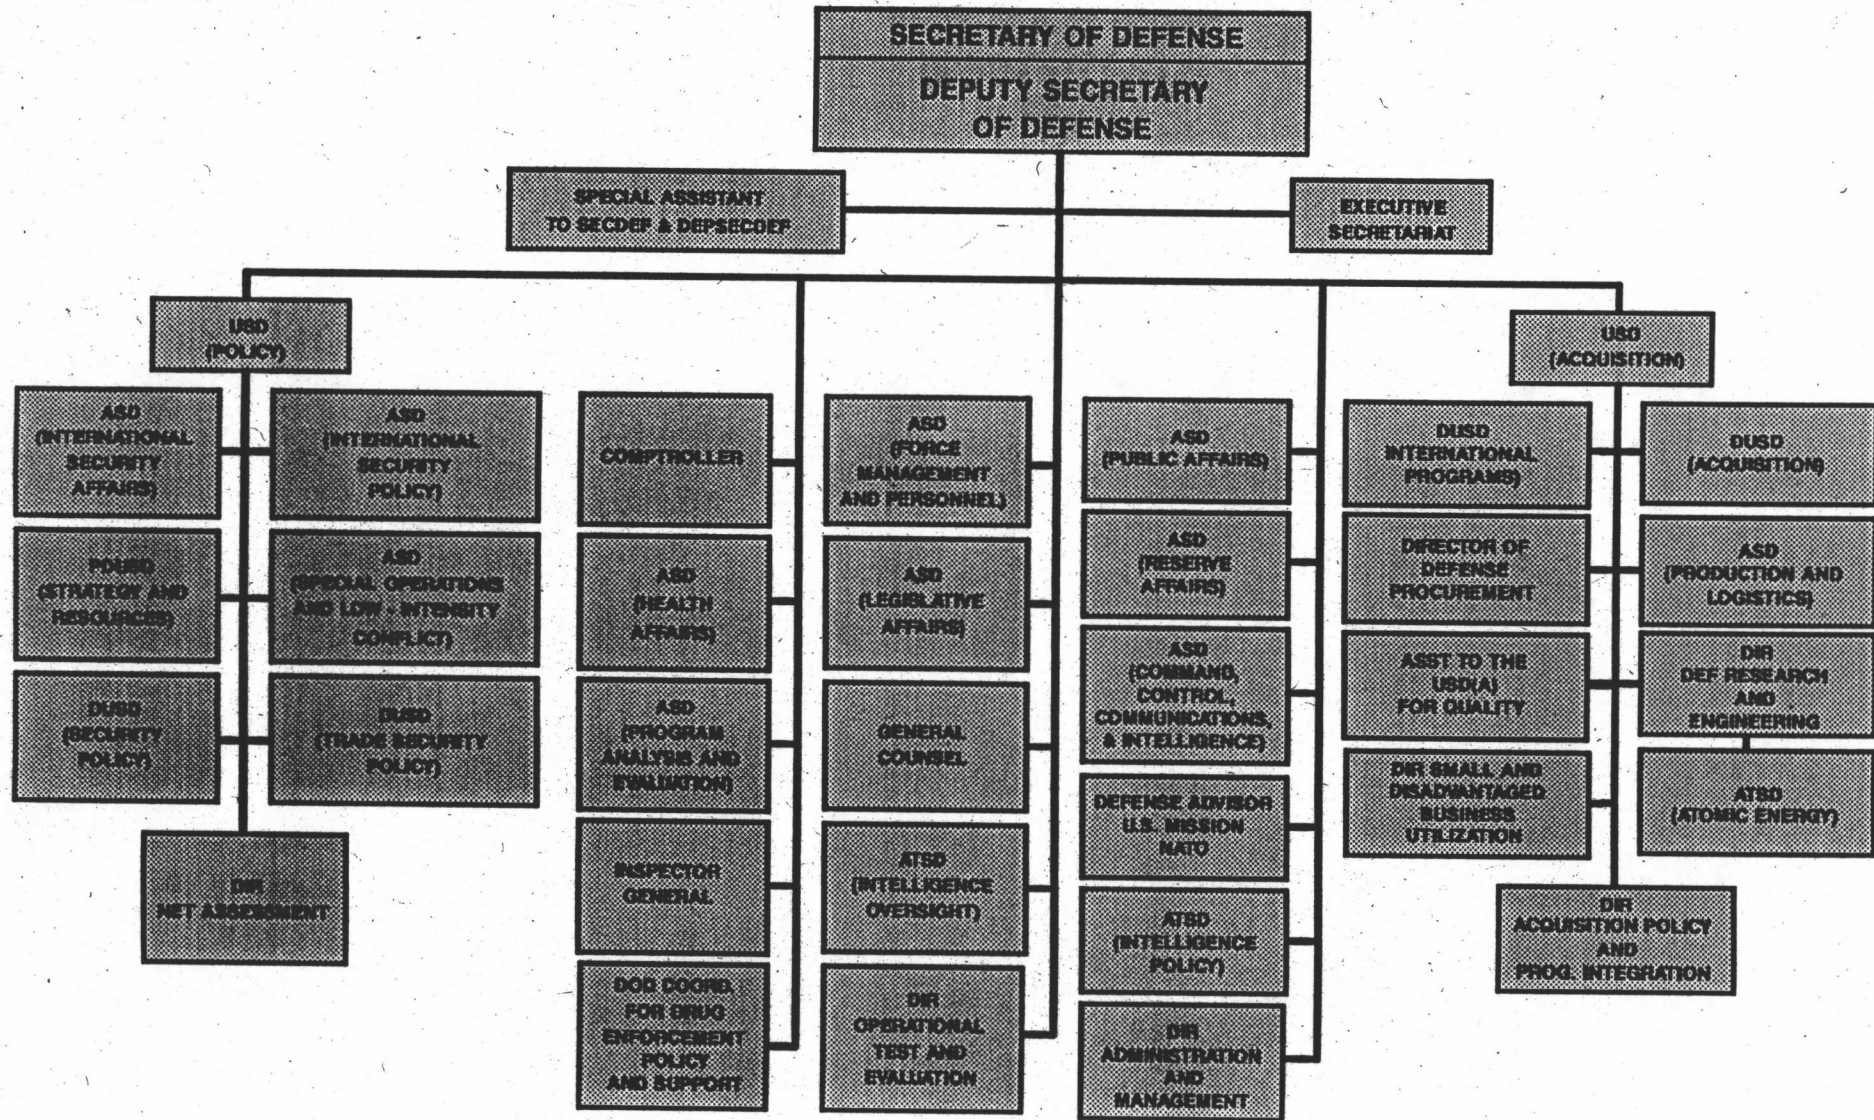 SECRETARY OF DEFENSE
DEPUTY SECRETARY
OF DEFENSE
SPECIAL ASSISTANT
TO SECDEF & DEPSECDEF
EXECUTIVE
SECRETARIAT
USD
(POLICY)
USD
(ACQUISITION)
ASD
(INTERNATIONAL
SECURITY
AFFAIRS)
ASD
(INTERNATIONAL
SECURITY
POLICY)
PDUSD
(STRATEGY AND
RESOURCES)
ASD
(SPECIAL OPERATIONS
AND LOW - INTENSITY
CONFLICT)
DUSD
(SECURITY
POLICY)
DUSD
(TRADE SECURITY
POLICY)
DIR
NET ASSESSMENT
COMPTROLLER
ASD
(HEALTH
AFFAIRS)
ASD
(PROGRAM
ANALYSIS AND
EVALUATION)
INSPECTOR
GENERAL
DOD COORD.
FOR DRUG
ENFORCEMENT
POLICY
AND SUPPORT
ASD
(FORCE
MANAGEMENT
AND PERSONNEL)
ASD
(LEGISLATIVE
AFFAIRS)
GENERAL
COUNSEL
ATSD
(INTELLIGENCE
OVERSIGHT)
DIR
OPERATIONAL
TEST AND
EVALUATION
ASD
(PUBLIC AFFAIRS)
ASD
(RESERVE
AFFAIRS)
ASD
(COMMAND,
CONTROL,
COMMUNICATIONS,
& INTELLIGENCE)
DEFENSE ADVISOR
U.S. MISSION
NATO
ATSD
(INTELLIGENCE
POLICY)
DIR
ADMINISTRATION
AND
MANAGEMENT
DUSD
INTERNATIONAL
PROGRAMS)
DUSD
(ACQUISITION)
DIRECTOR OF
DEFENSE
PROCUREMENT
ASD
(PRODUCTION AND
LOGISTICS)
ASST TO THE
USD(A)
FOR QUALITY
DIR
DEF RESEARCH
AND
ENGINEERING
DIR SMALL AND
DISADVANTAGED
BUSINESS
UTILIZATION
ATSD
(ATOMIC ENERGY)
DIR
ACQUISITION POLICY
AND
PROG. INTEGRATION